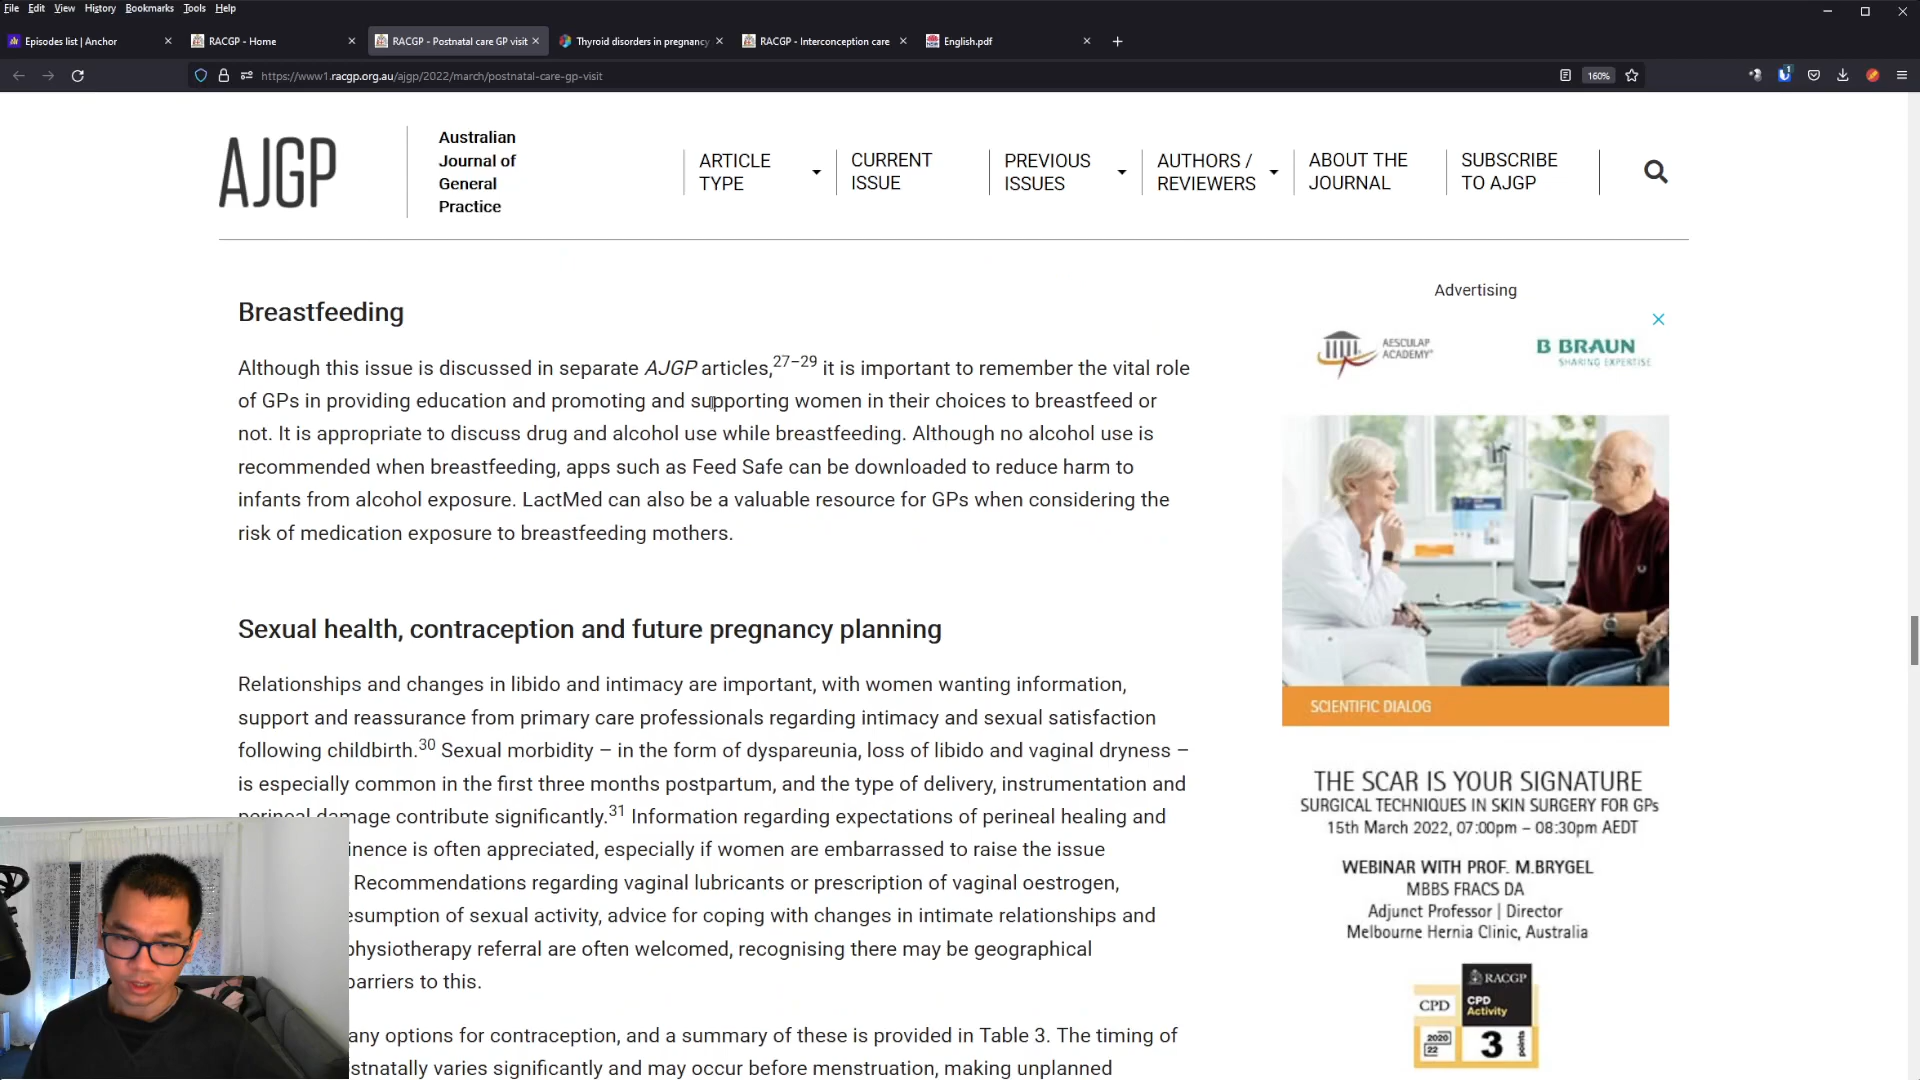 File Edit View History Bookmarks Tools Help
Episodes list | Anchor
RACGP - Home
RACGP - Postnatal care GP visit
Thyroid disorders in pregnancy
RACGP - Interconception care
English.pdf
https://www1.racgp.org.au/ajgp/2022/march/postnatal-care-gp-visit
160%
1
AJGP
Australian
Journal of
General
Practice
ARTICLE
TYPE
CURRENT
ISSUE
PREVIOUS
ISSUES
AUTHORS /
REVIEWERS
ABOUT THE
JOURNAL
SUBSCRIBE
TO AJGP
Breastfeeding
Although this issue is discussed in separate AJGP articles,27–29 it is important to remember the vital role
of GPs in providing education and promoting and supporting women in their choices to breastfeed or
not. It is appropriate to discuss drug and alcohol use while breastfeeding. Although no alcohol use is
recommended when breastfeeding, apps such as Feed Safe can be downloaded to reduce harm to
infants from alcohol exposure. LactMed can also be a valuable resource for GPs when considering the
risk of medication exposure to breastfeeding mothers.
Sexual health, contraception and future pregnancy planning
Relationships and changes in libido and intimacy are important, with women wanting information,
support and reassurance from primary care professionals regarding intimacy and sexual satisfaction
following childbirth.30 Sexual morbidity – in the form of dyspareunia, loss of libido and vaginal dryness –
is especially common in the first three months postpartum, and the type of delivery, instrumentation and
perineal damage contribute significantly.31 Information regarding expectations of perineal healing and
inence is often appreciated, especially if women are embarrassed to raise the issue
Recommendations regarding vaginal lubricants or prescription of vaginal oestrogen,
esumption of sexual activity, advice for coping with changes in intimate relationships and
physiotherapy referral are often welcomed, recognising there may be geographical
barriers to this.
any options for contraception, and a summary of these is provided in Table 3. The timing of
stnatally varies significantly and may occur before menstruation, making unplanned
Advertising
AESCULAP
ACADEMY
B BRAUN
SHARING EXPERTISE
SCIENTIFIC DIALOG
THE SCAR IS YOUR SIGNATURE
SURGICAL TECHNIQUES IN SKIN SURGERY FOR GPs
15th March 2022, 07:00pm – 08:30pm AEDT
WEBINAR WITH PROF. M.BRYGEL
MBBS FRACS DA
Adjunct Professor | Director
Melbourne Hernia Clinic, Australia
RACGP
CPD
CPD
Activity
2020
22
3
points